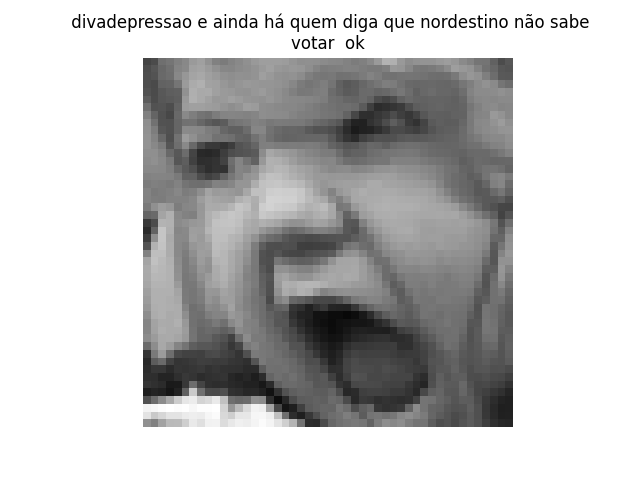 divadepressao e ainda há quem diga que nordestino não sabe
votar  ok